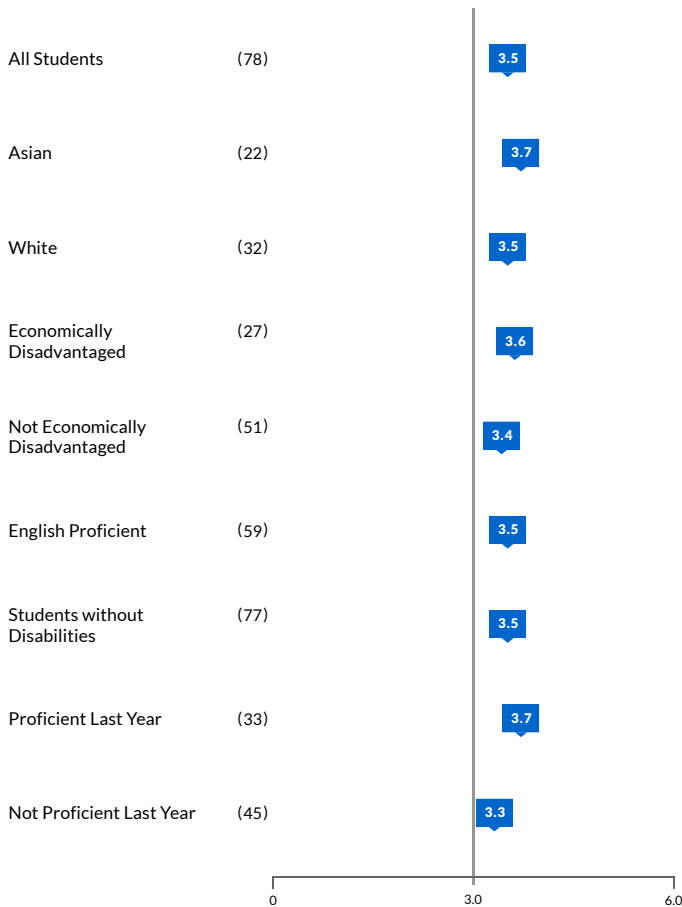 All Students (78) 3.5
Asian (22) 3.7
White (32) 3.5
Economically (27)
Disadvantaged 3.6
Not Economically (51)
Disadvantaged 3.4
English Proficient (59) 3.5
Students without (77)
Disabilities 3.5
Proficient Last Year (33) 3.7
Not Proficient Last Year (45) 3.3
0 3.0 6.0